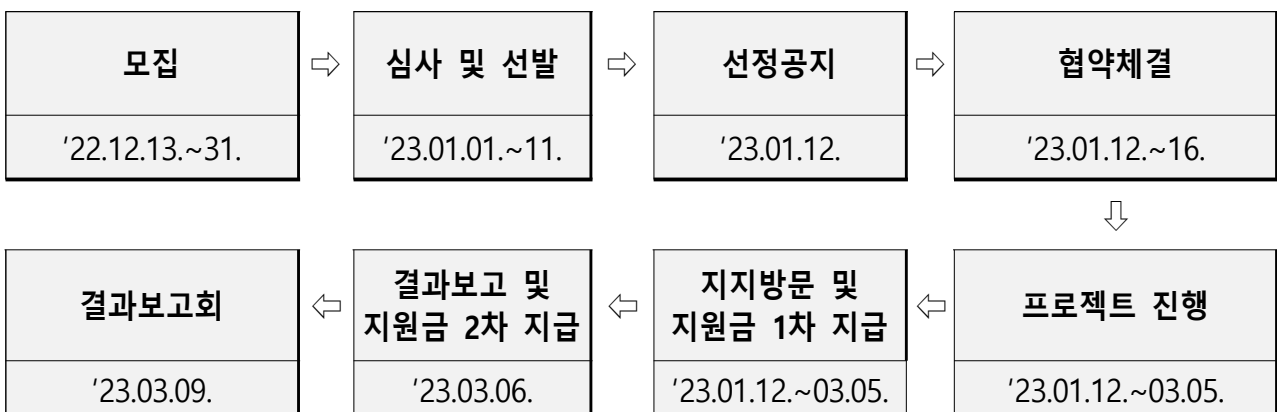 모집
'22.12.13.~31.
⇨
심사 및 선발
'23.01.01.~11.
⇨
선정공지
'23.01.12.
⇨
협약체결
'23.01.12.~16.
⇩
프로젝트 진행
'23.01.12.~03.05.
⇦
지지방문 및
지원금 1차 지급
'23.01.12.~03.05.
⇦
결과보고 및
지원금 2차 지급
'23.03.06.
⇦
결과보고회
'23.03.09.